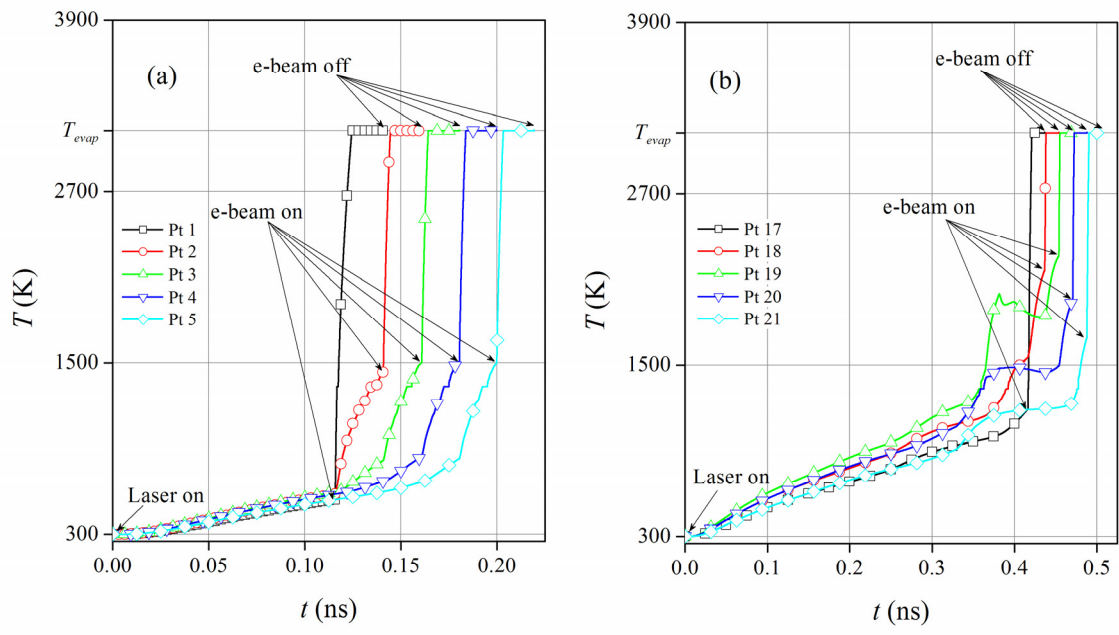 3900
(a)
e-beam off
T_evap
2700
e-beam on
Pt 1
Pt 2
Pt 3
Pt 4
Pt 5
T (K)
1500
Laser on
300
0.00 0.05 0.10 0.15 0.20
t (ns)
3900
e-beam off
(b)
T_evap
2700
e-beam on
Pt 17
Pt 18
Pt 19
Pt 20
Pt 21
T (K)
1500
Laser on
300
0.0 0.1 0.2 0.3 0.4 0.5
t (ns)